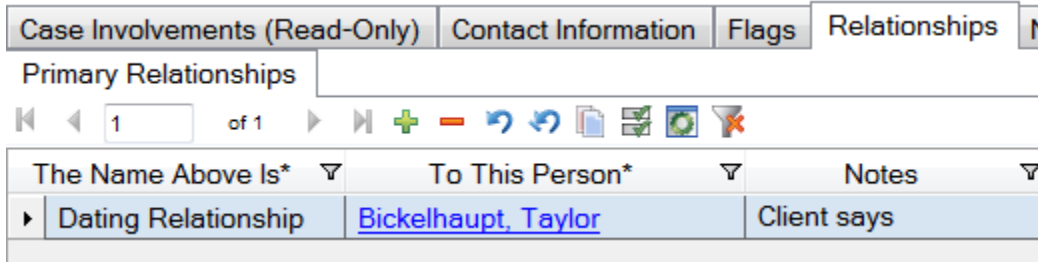 Case Involvements (Read-Only) Contact Information Flags Relationships
Primary Relationships
1 of 1
The Name Above Is* To This Person* Notes
Dating Relationship Bickelhaupt, Taylor Client says